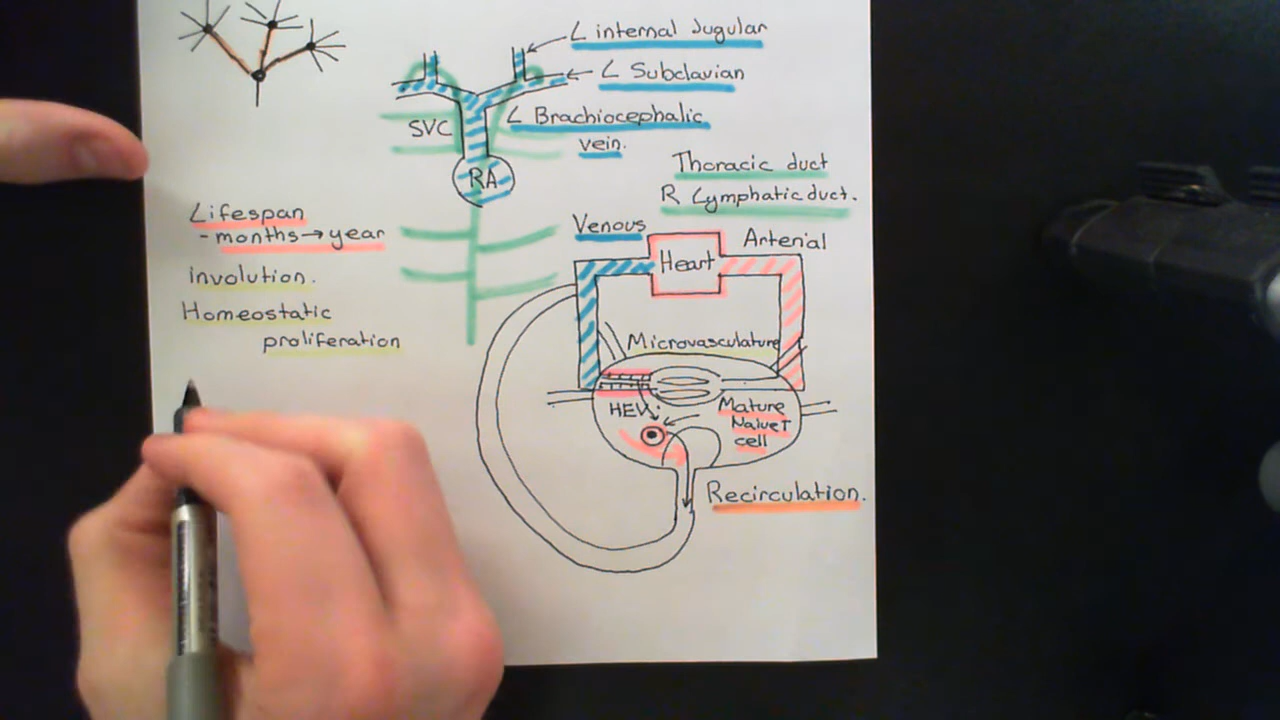 L internal Jugular
L Subclavian
L Brachiocephalic
vein.
SVC
RA
Thoracic duct
R Lymphatic duct.
Lifespan
- months → year
involution.
Homeostatic
proliferation
Venous
Heart
Arterial
Microvasculature
HEV
Mature
Naive T
cell
Recirculation.